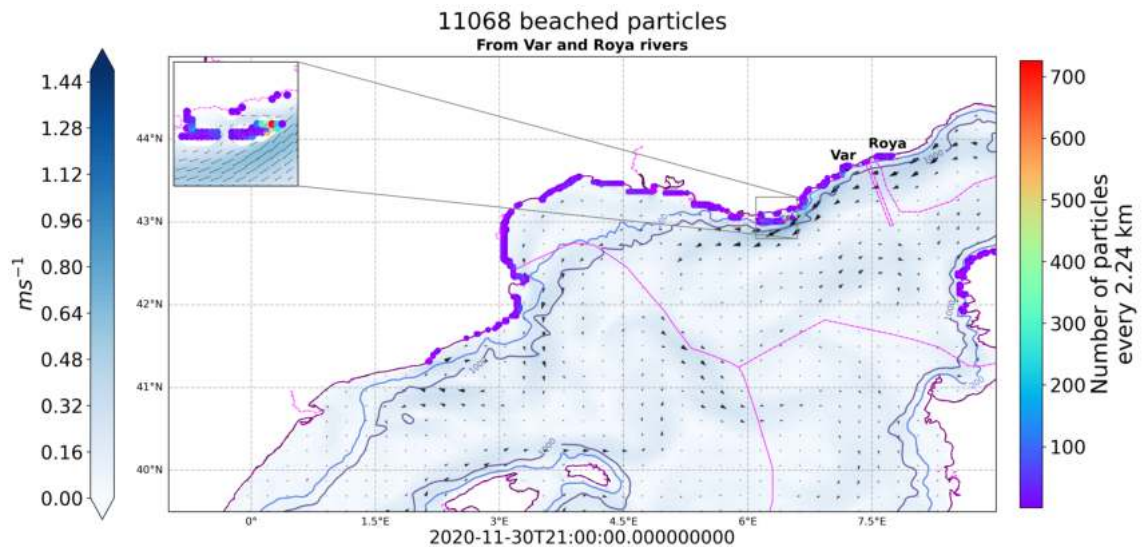 11068 beached particles
From Var and Roya rivers
1.44
1.28
1.12
0.96
0.80
0.64
0.48
0.32
0.16
0.00
ms⁻¹
44°N
43°N
42°N
41°N
40°N
Var
Roya
1000
1000
0°
1.5°E
3°E
4.5°E
6°E
7.5°E
2020-11-30T21:00:00.000000000
700
600
500
400
300
200
100
Number of particles
every 2.24 km